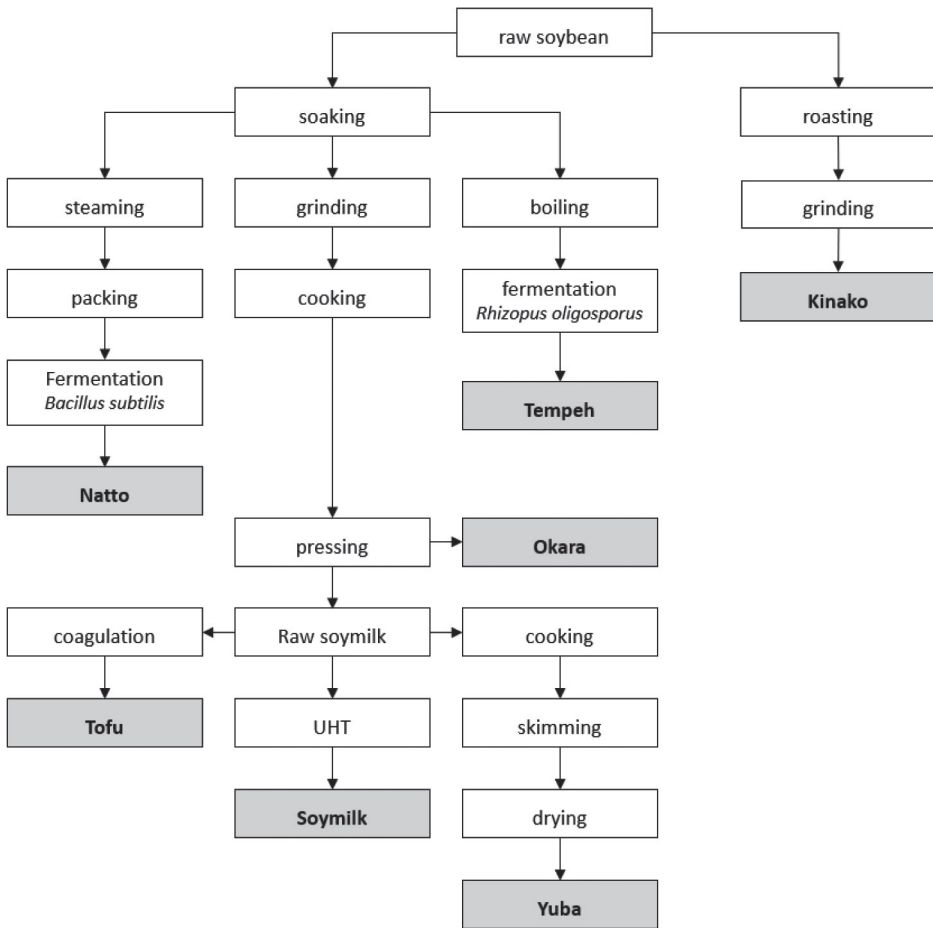 raw soybean
soaking
roasting
steaming
grinding
boiling
grinding
packing
cooking
fermentation
Rhizopus oligosporus
Kinako
Fermentation
Bacillus subtilis
Tempeh
Natto
pressing
Okara
coagulation
Raw soymilk
cooking
Tofu
UHT
skimming
Soymilk
drying
Yuba